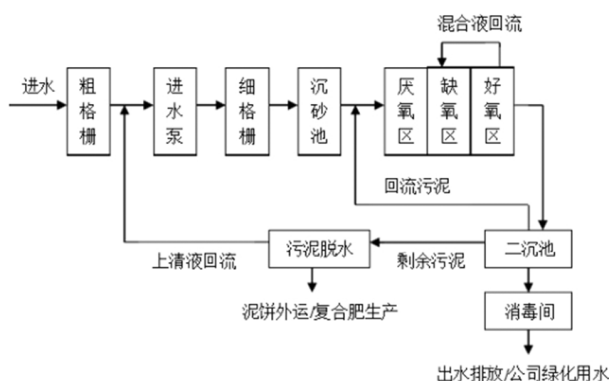 混合液回流
进水
粗格栅
进水泵
细格栅
沉砂池
厌氧区
缺氧区
好氧区
回流污泥
上清液回流
污泥脱水
剩余污泥
二沉池
泥饼外运/复合肥生产
消毒间
出水排放/公司绿化用水